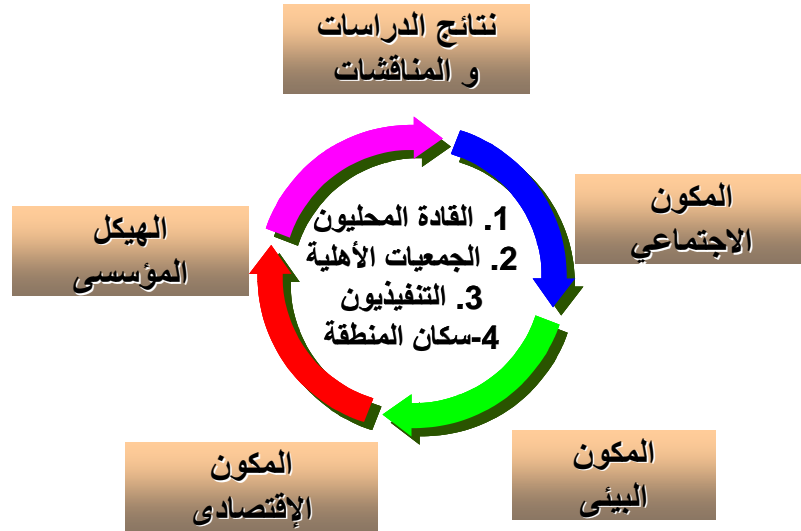 نتائج الدراسات
و المناقشات
المكون
الاجتماعي
الهيكل
المؤسسى
1. القادة المحليون
2. الجمعيات الأهلية
3. التنفيذيون
4-سكان المنطقة
المكون
البيئى
المكون
الإقتصادى